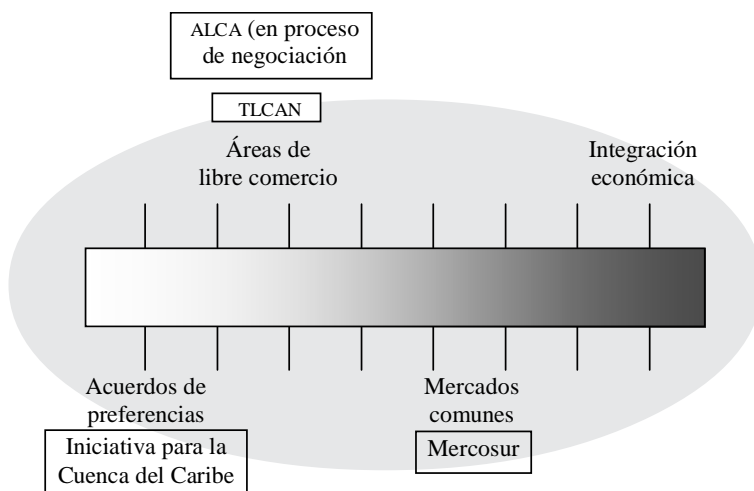 ALCA (en proceso
de negociación
TLCAN
Áreas de
libre comercio
Integración
económica
Acuerdos de
preferencias
Iniciativa para la
Cuenca del Caribe
Mercados
comunes
Mercosur